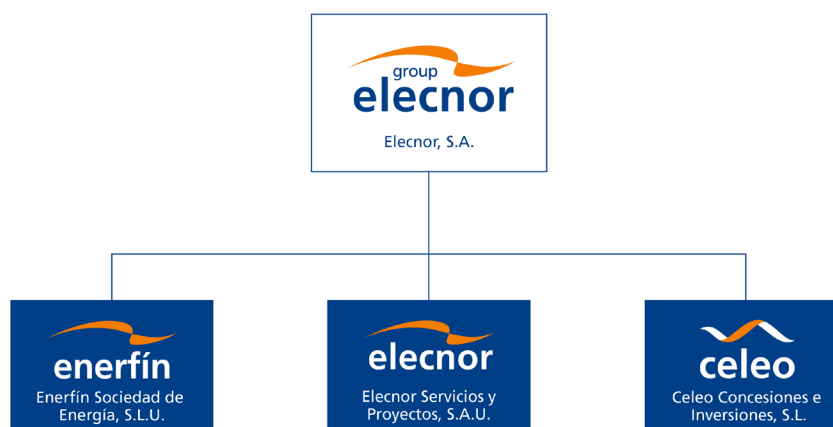 group
elecnor
Elecnor, S.A.
enerfín
Enerfín Sociedad de
Energía, S.L.U.
elecnor
Elecnor Servicios y
Proyectos, S.A.U.
celeo
Celeo Concesiones e
Inversiones, S.L.